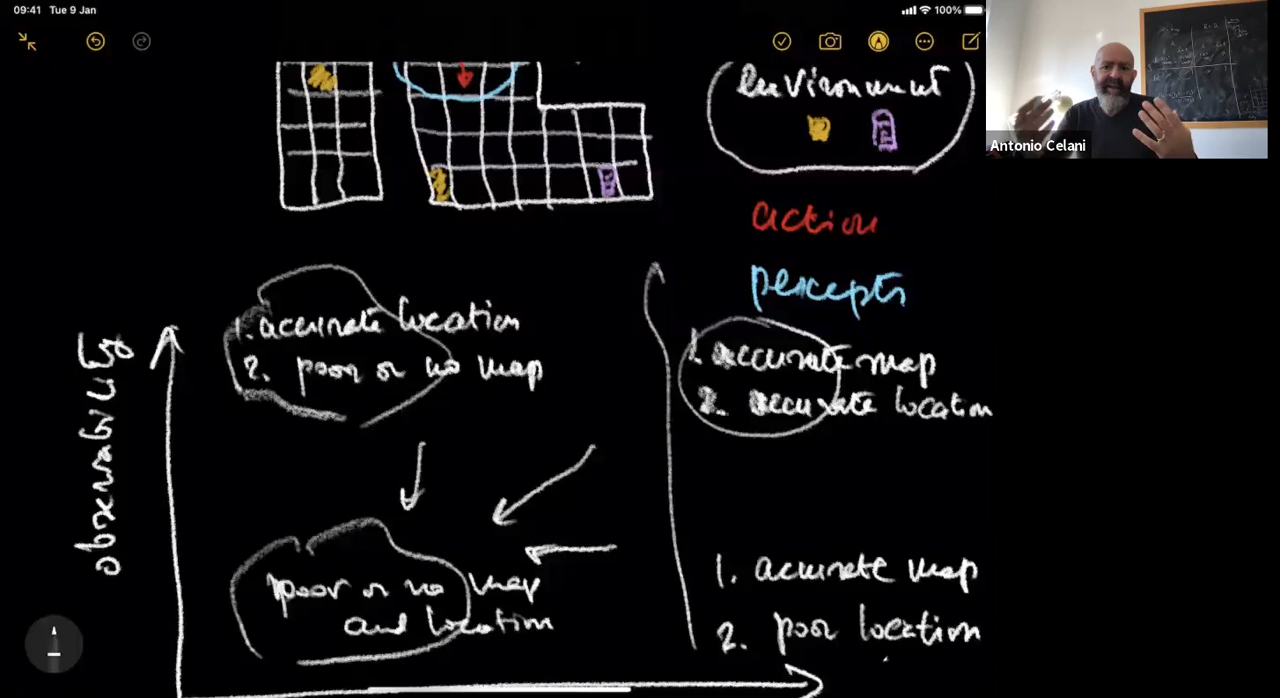 09:41 Tue 9 Jan
100%
Antonio Celani
environment
action
percepts
observability
1. accurate location
2. poor or no map
1. accurate map
2. accurate location
poor or no map
and location
1. accurate map
2. poor location